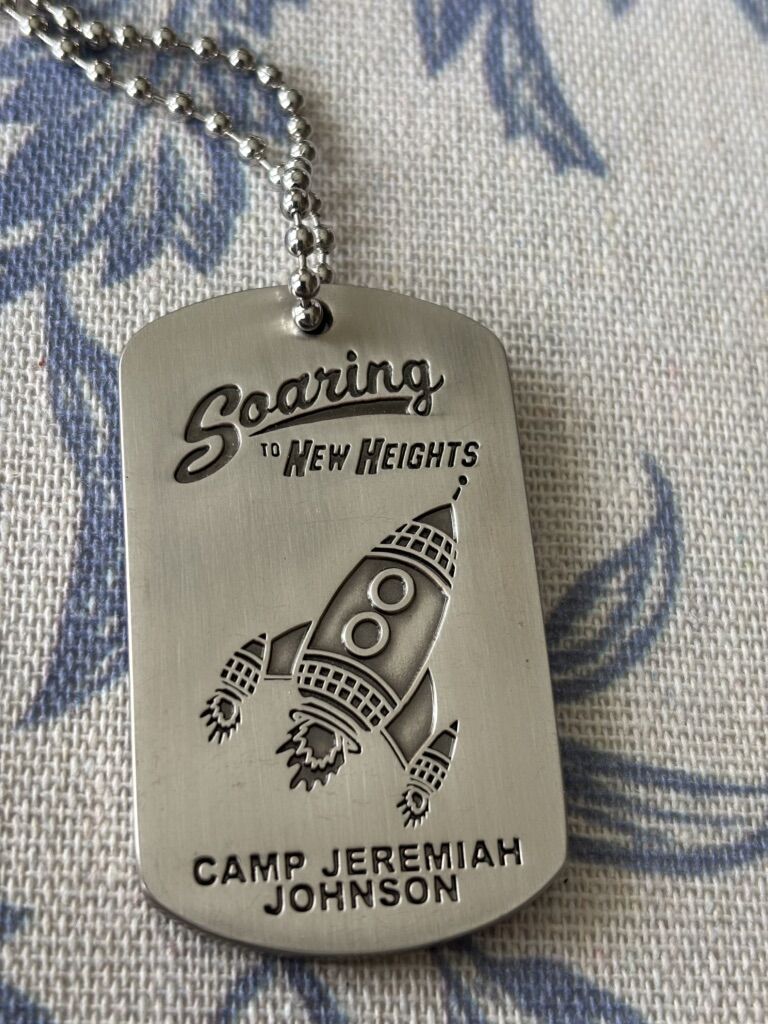 Soaring
TO NEW HEIGHTS
CAMP JEREMIAH
JOHNSON